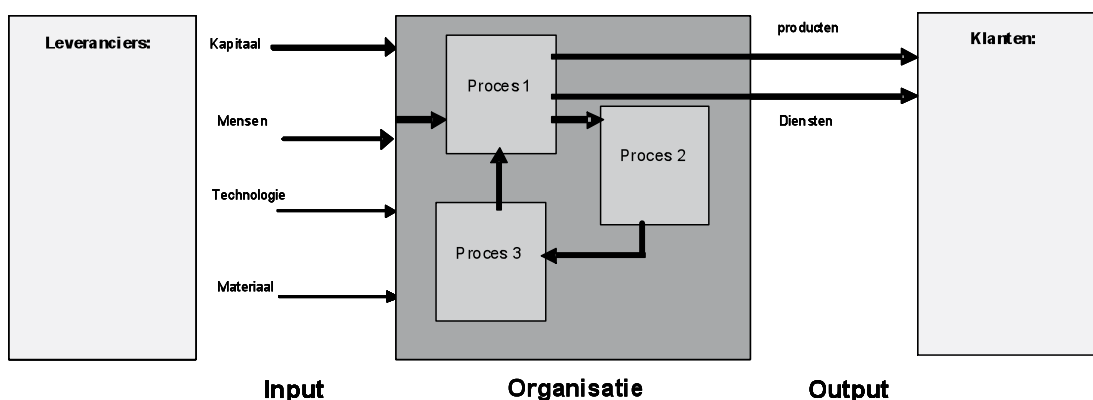 Leveranciers:
Kapitaal
Mensen
Technologie
Materiaal
Proces 1
Proces 2
Proces 3
producten
Diensten
Klanten:
Input
Organisatie
Output